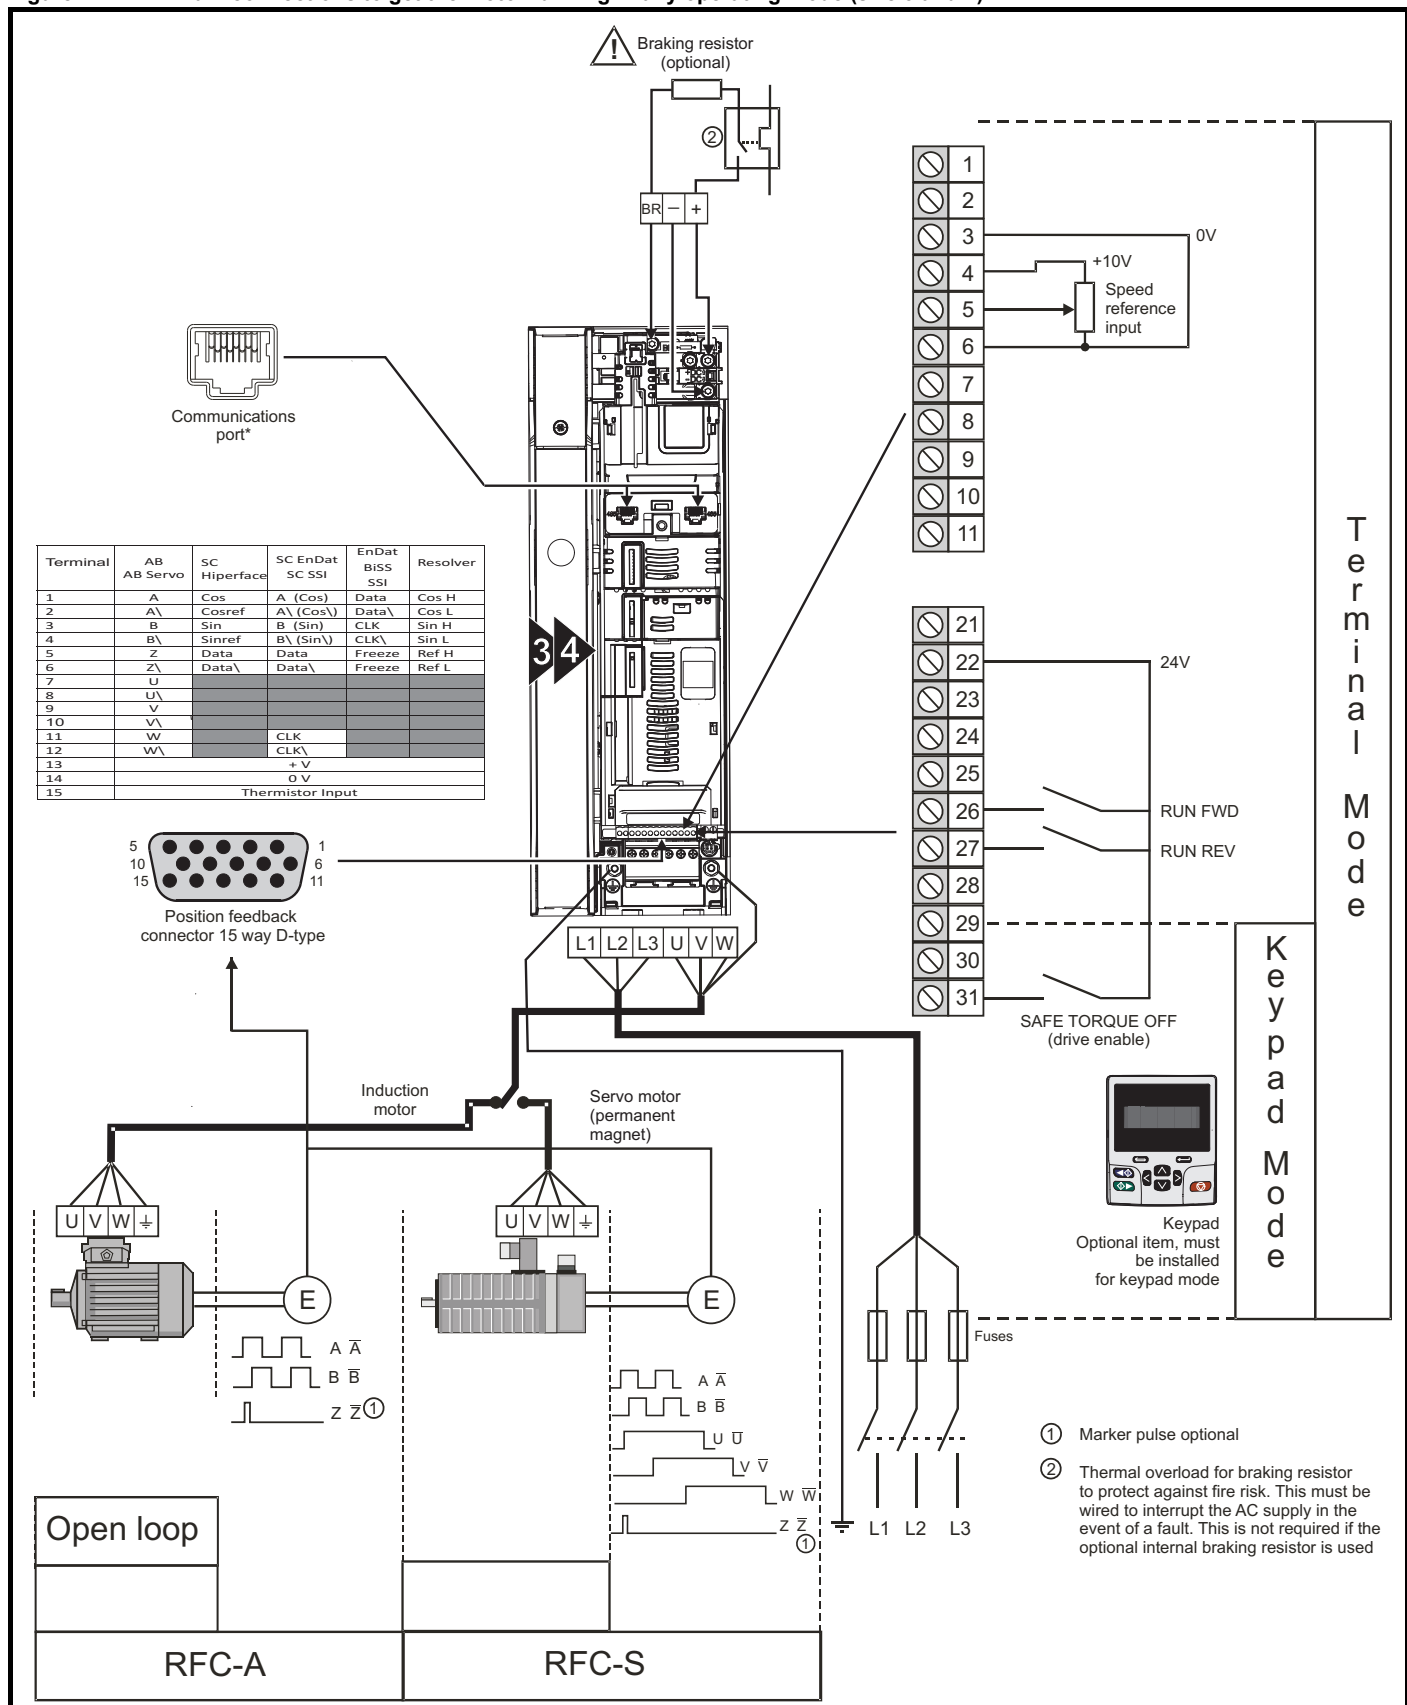 Braking resistor
(optional)
2
BR − +
1
2
3
4
5
6
7
8
9
10
11
0V
+10V
Speed
reference
input
Communications
port*
Terminal AB AB Servo SC Hiperface SC EnDat SC SSI EnDat BiSS SSI Resolver
1 A Cos A (Cos) Data Cos H
2 A\ Cosref A\ (Cos\) Data\ Cos L
3 B Sin B (Sin) CLK Sin H
4 B\ Sinref B\ (Sin\) CLK\ Sin L
5 Z Data Data Freeze Ref H
6 Z\ Data\ Data\ Freeze Ref L
7 U
8 U\
9 V
10 V\
11 W CLK
12 W\ CLK\
13 + V
14 0 V
15 Thermistor Input
3 4
21
22
23
24
25
26
27
28
29
30
31
24V
RUN FWD
RUN REV
SAFE TORQUE OFF
(drive enable)
Terminal Mode
Keypad Mode
5 1
10 6
15 11
Position feedback
connector 15 way D-type
L1 L2 L3 U V W
Induction
motor
Servo motor
(permanent
magnet)
U V W
U V W
E
E
Keypad
Optional item, must
be installed
for keypad mode
Fuses
A A̅
B B̅
Z Z̅ 1
A A̅
B B̅
U U̅
V V̅
W W̅
Z Z̅
1
L1 L2 L3
1 Marker pulse optional
2 Thermal overload for braking resistor
to protect against fire risk. This must be
wired to interrupt the AC supply in the
event of a fault. This is not required if the
optional internal braking resistor is used
Open loop
RFC-A
RFC-S